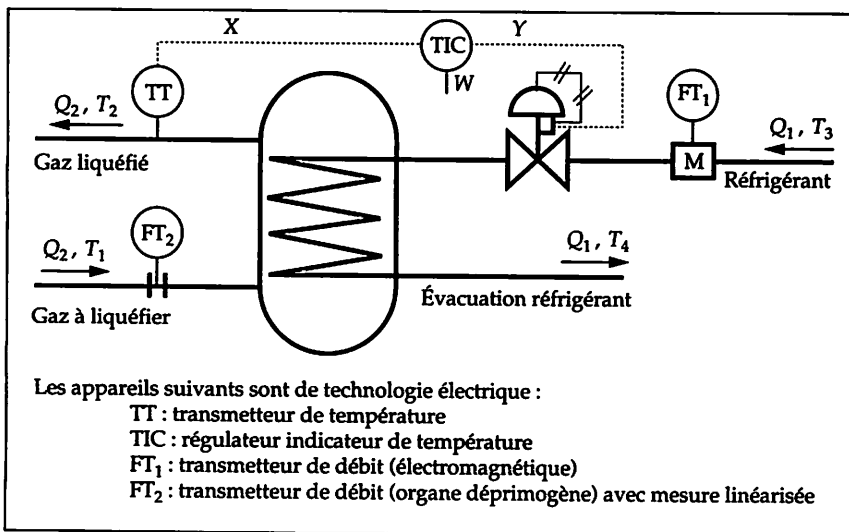 X
TIC
Y
W
TT
FT1
Q2, T2
Gaz liquéfié
Q1, T3
M
Réfrigérant
FT2
Q2, T1
Gaz à liquéfier
Q1, T4
Évacuation réfrigérant
Les appareils suivants sont de technologie électrique :
TT : transmetteur de température
TIC : régulateur indicateur de température
FT1 : transmetteur de débit (électromagnétique)
FT2 : transmetteur de débit (organe déprimogène) avec mesure linéarisée